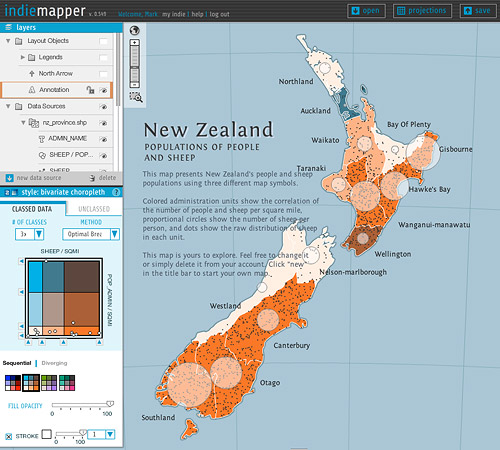 indiemapper v. 0.549 Welcome, Mark my indie | help | log out open projections save
layers
Layout Objects
Legends
North Arrow
Annotation
Data Sources
nz_province.shp
ADMIN_NAME
SHEEP / POP...
new data source delete
style: bivariate choropleth ?
CLASSED DATA UNCLASSED
# OF CLASSES METHOD
3x Optimal Brea
SHEEP / SQMI
POP_ADMIN / SQMI
Sequential | Diverging
FILL OPACITY
0 100
STROKE
0 100
1
Northland
Auckland
Bay Of Plenty
Waikato
Gisbourne
Taranaki
Hawke's Bay
Wanganui-manawatu
Wellington
Nelson-marlborough
Westland
Canterbury
Otago
Southland
New Zealand
POPULATIONS OF PEOPLE
AND SHEEP
This map presents New Zealand's people and sheep
populations using three different map symbols.
Colored administration units show the correlation of
the number of people and sheep per square mile,
proportional circles show the number of sheep per
person, and dots show the raw distribution of sheep
in each unit.
This map is yours to explore. Feel free to change it
or simply delete it from your account. Click "new"
in the title bar to start your own map.